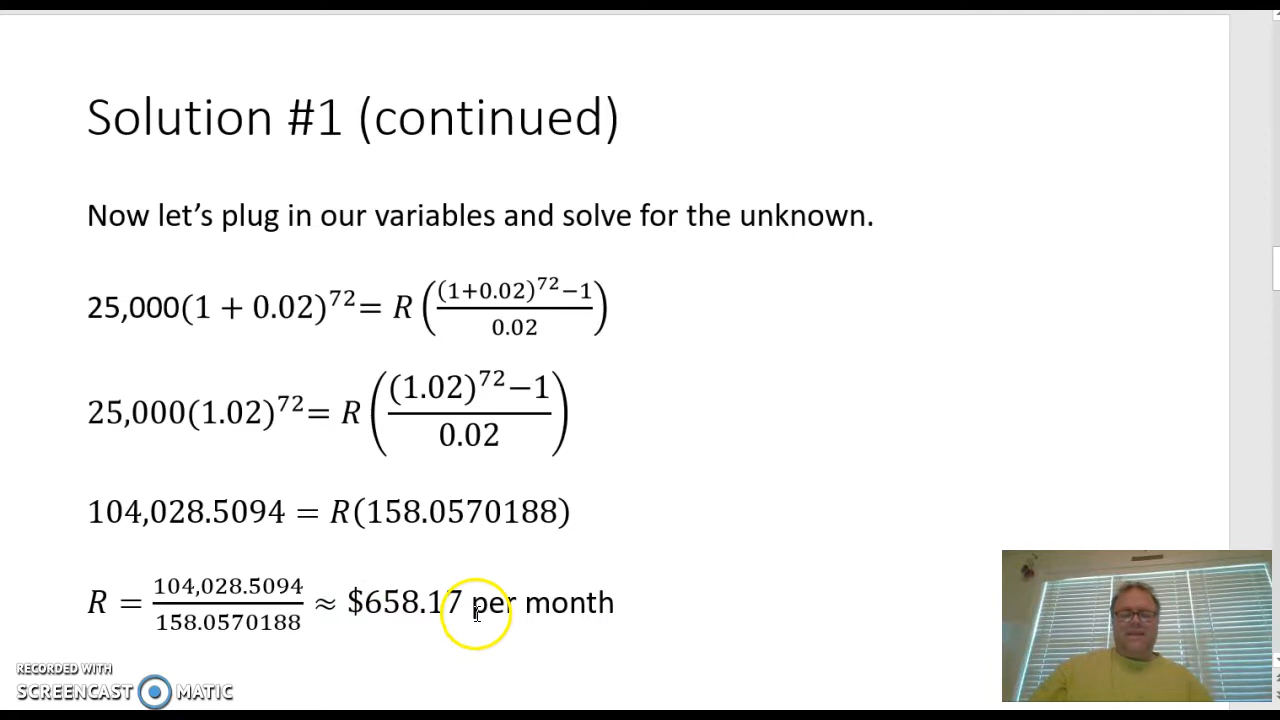 Solution #1 (continued)
Now let's plug in our variables and solve for the unknown.
25,000(1 + 0.02)^72 = R((1+0.02)^72−1 / 0.02)
25,000(1.02)^72 = R((1.02)^72−1 / 0.02)
104,028.5094 = R(158.0570188)
R = 104,028.5094 / 158.0570188 ≈ $658.17 per month
RECORDED WITH
SCREENCAST MATIC